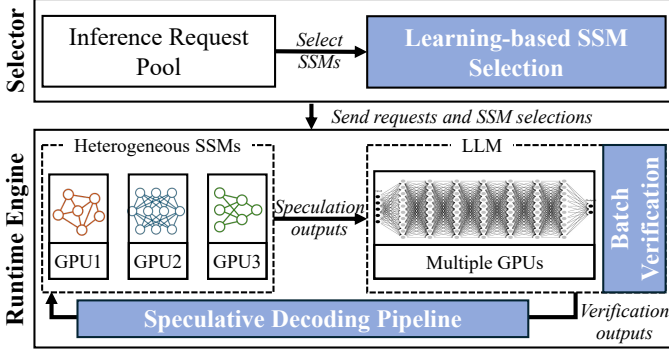 Selector
Inference Request
Pool
Select
SSMs
Learning-based SSM
Selection
Send requests and SSM selections
Runtime Engine
Heterogeneous SSMs
GPU1
GPU2
GPU3
Speculation
outputs
LLM
Multiple GPUs
Batch
Verification
Speculative Decoding Pipeline
Verification
outputs